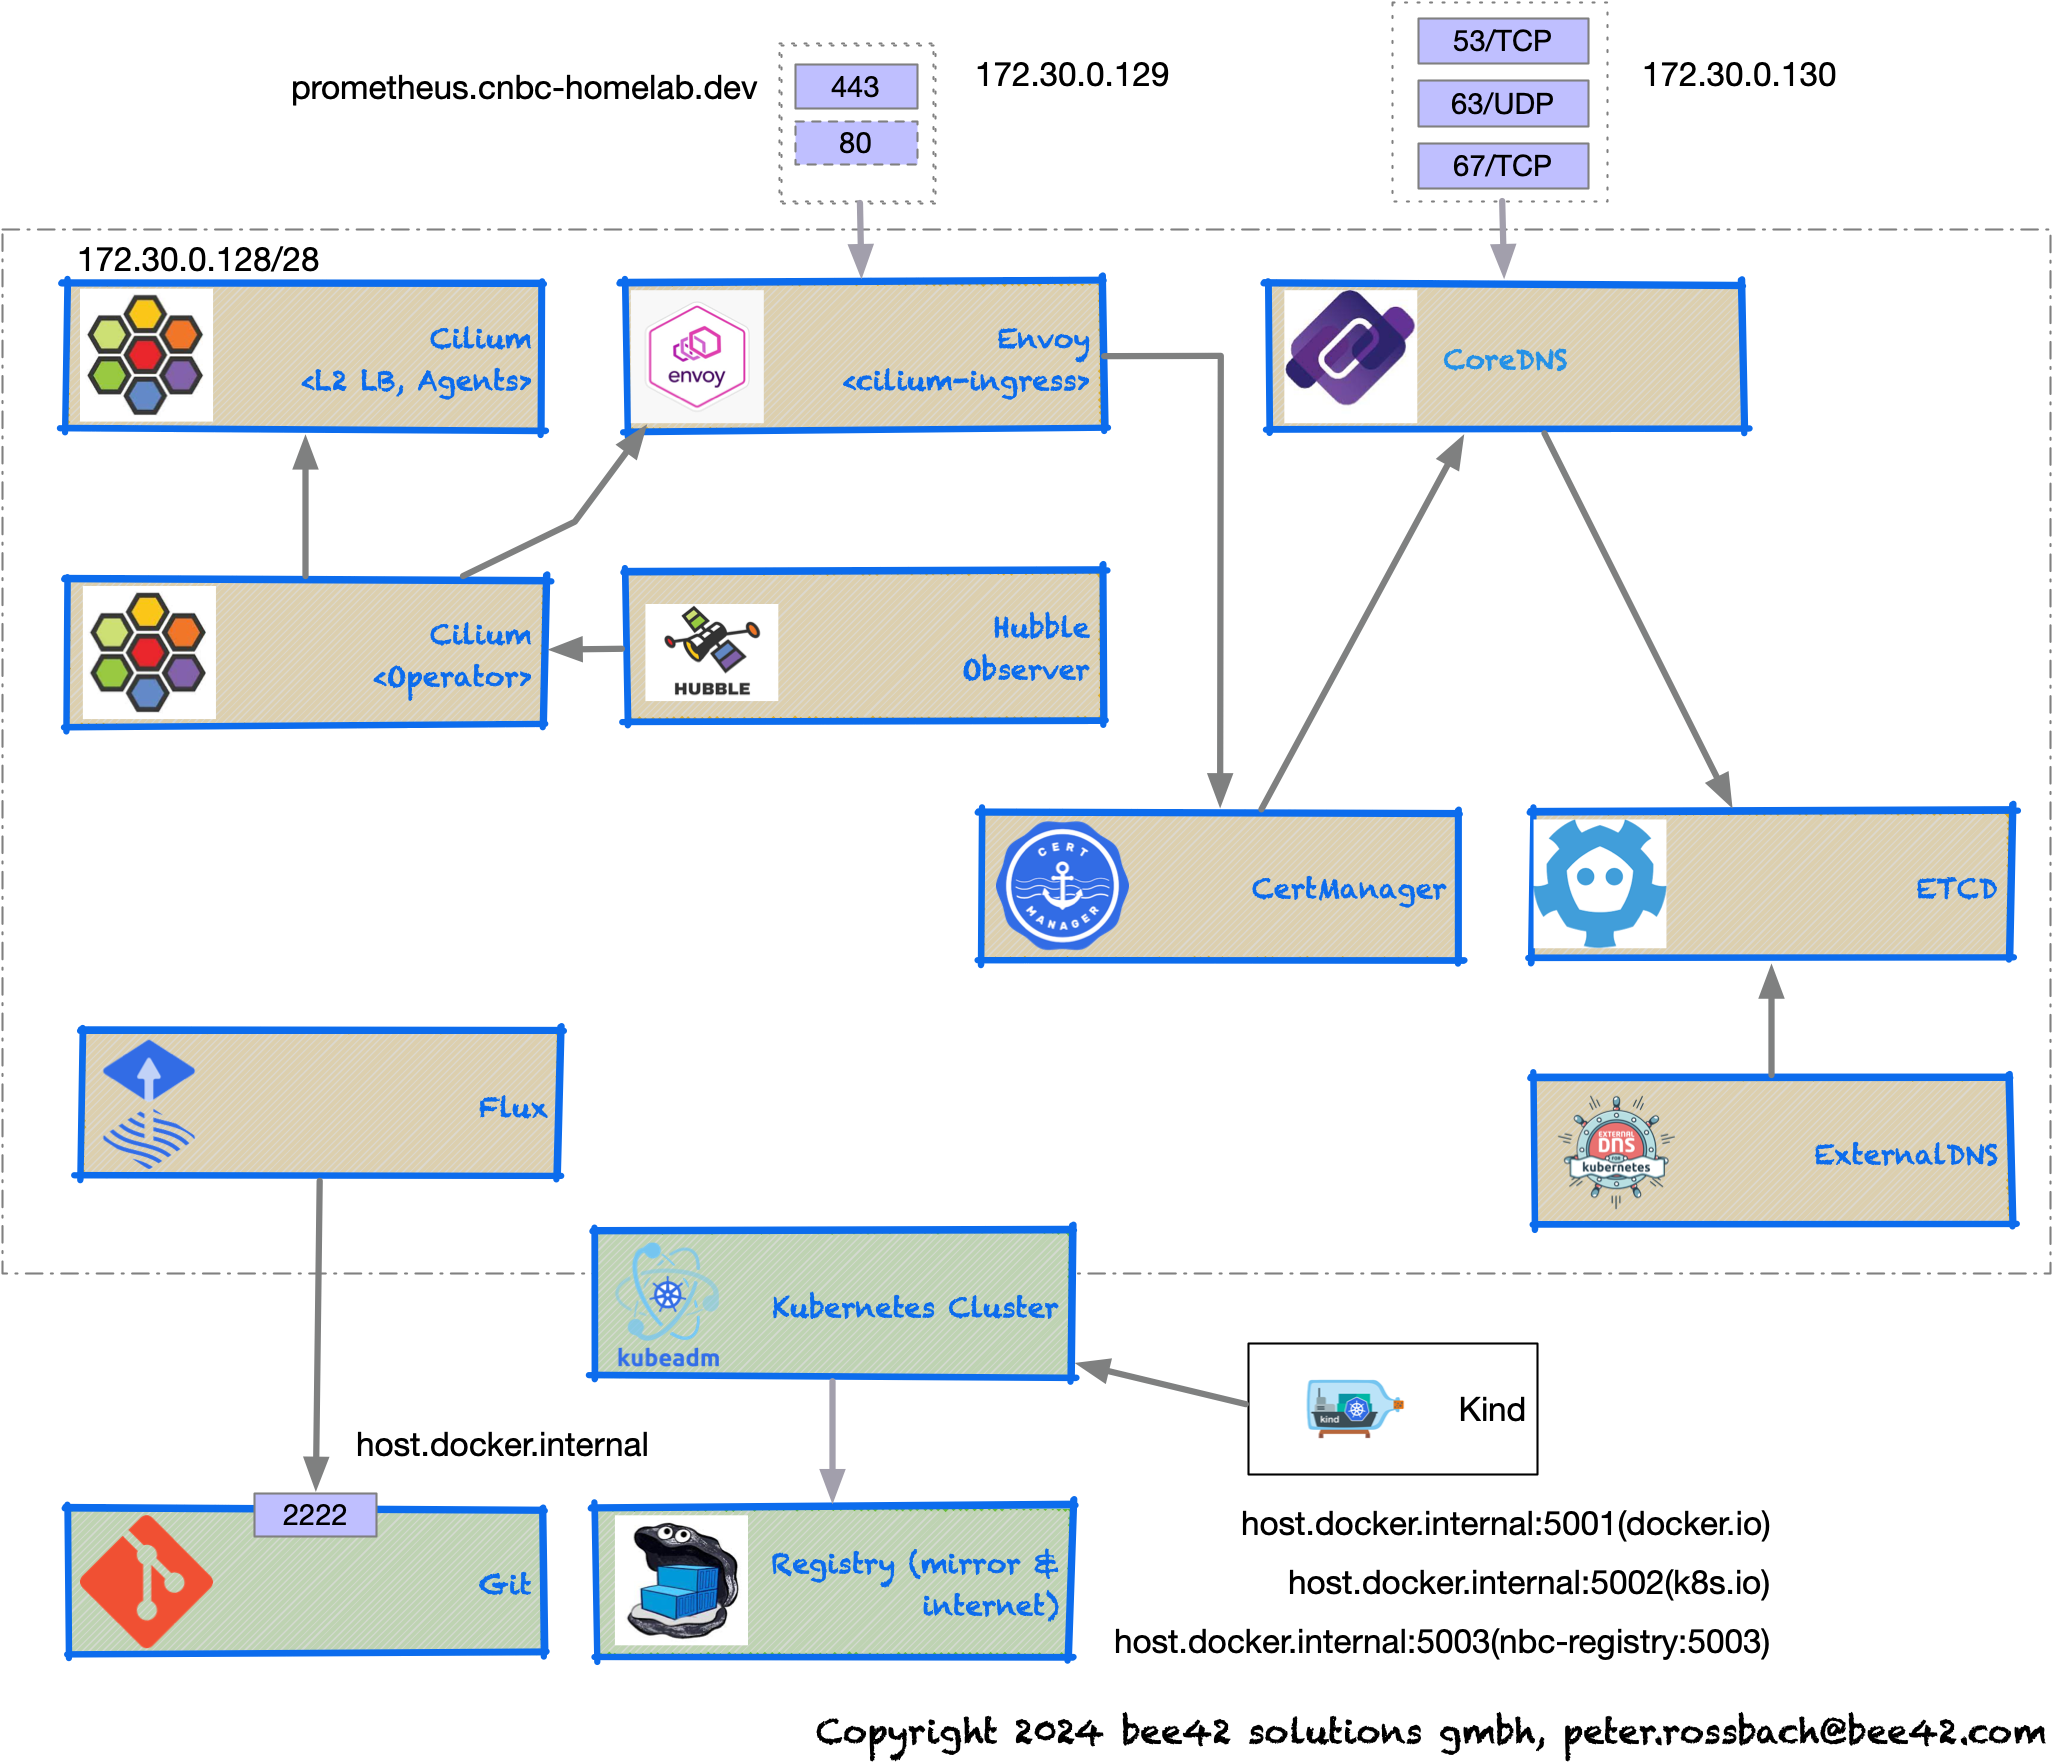 53/TCP
prometheus.cnbc-homelab.dev
443
172.30.0.129
63/UDP
172.30.0.130
80
67/TCP
172.30.0.128/28
Cilium
<L2 LB, Agents>
envoy
Envoy
<cilium-ingress>
CoreDNS
Cilium
<Operator>
HUBBLE
Hubble
Observer
CERT
MANAGER
CertManager
ETCD
Flux
EXTERNAL
DNS
FOR
kubernetes
ExternalDNS
kubeadm
Kubernetes Cluster
kind
Kind
host.docker.internal
2222
Git
Registry (mirror &
internet)
host.docker.internal:5001(docker.io)
host.docker.internal:5002(k8s.io)
host.docker.internal:5003(nbc-registry:5003)
Copyright 2024 bee42 solutions gmbh, peter.rossbach@bee42.com